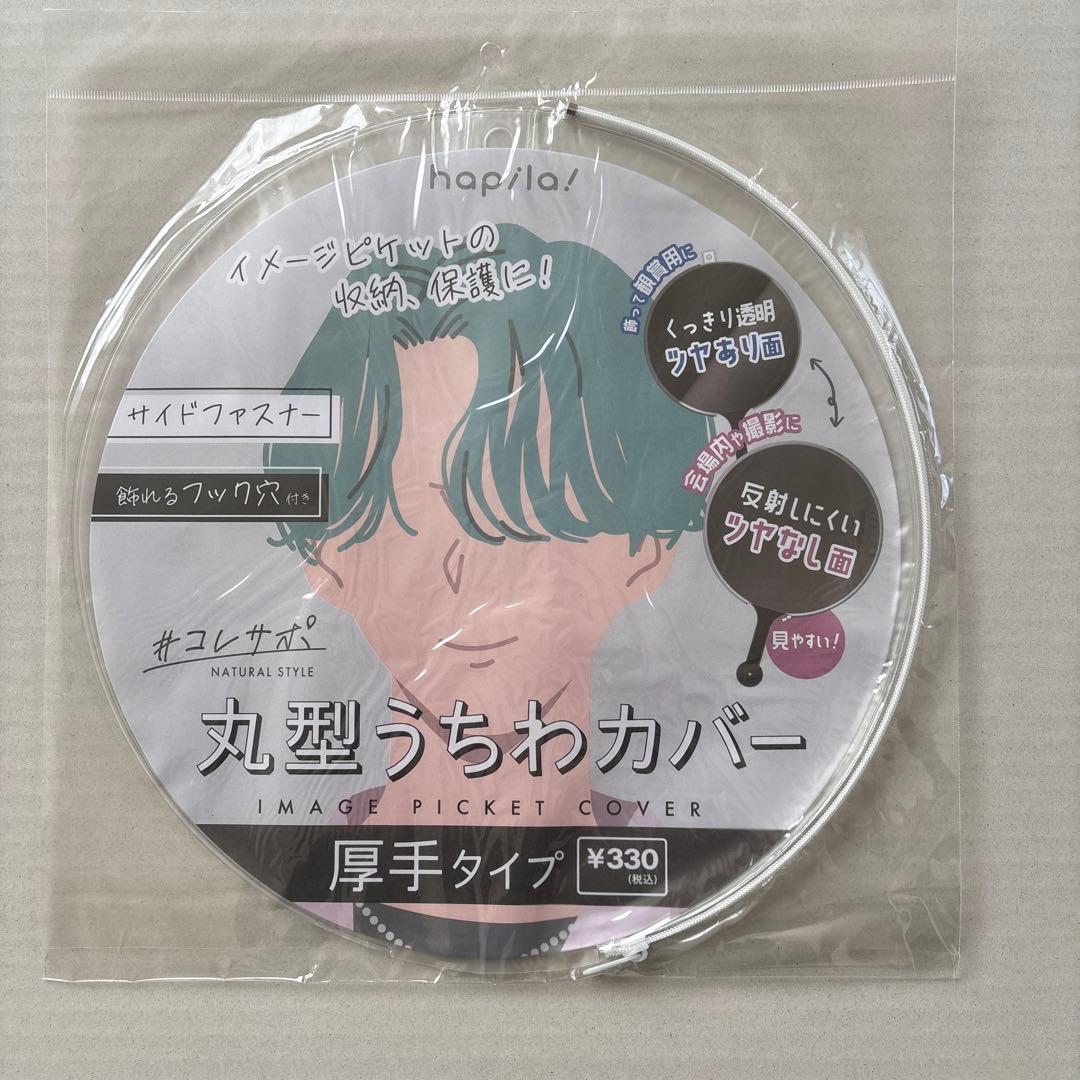 hapila!
イメージピケットの
収納、保護に!
飾って観賞用に
くっきり透明
ツヤあり面
サイドファスナー
飾れるフック穴付き
会場内や撮影に
反射しにくい
ツヤなし面
見やすい!
#コレサポ
NATURAL STYLE
丸型うちわカバー
IMAGE PICKET COVER
厚手タイプ
¥330
(税込)